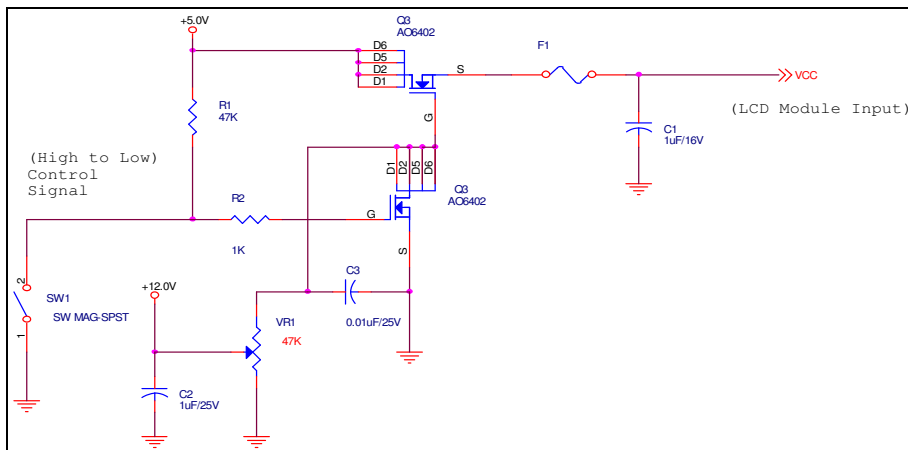 +5.0V
Q3
AO6402
D6
D5
D2
D1
S
G
F1
VCC
(LCD Module Input)
C1
1uF/16V
R1
47K
(High to Low)
Control
Signal
R2
1K
D1
D2
D5
D6
Q3
AO6402
G
S
2
SW1
SW MAG-SPST
1
+12.0V
C3
0.01uF/25V
VR1
47K
C2
1uF/25V